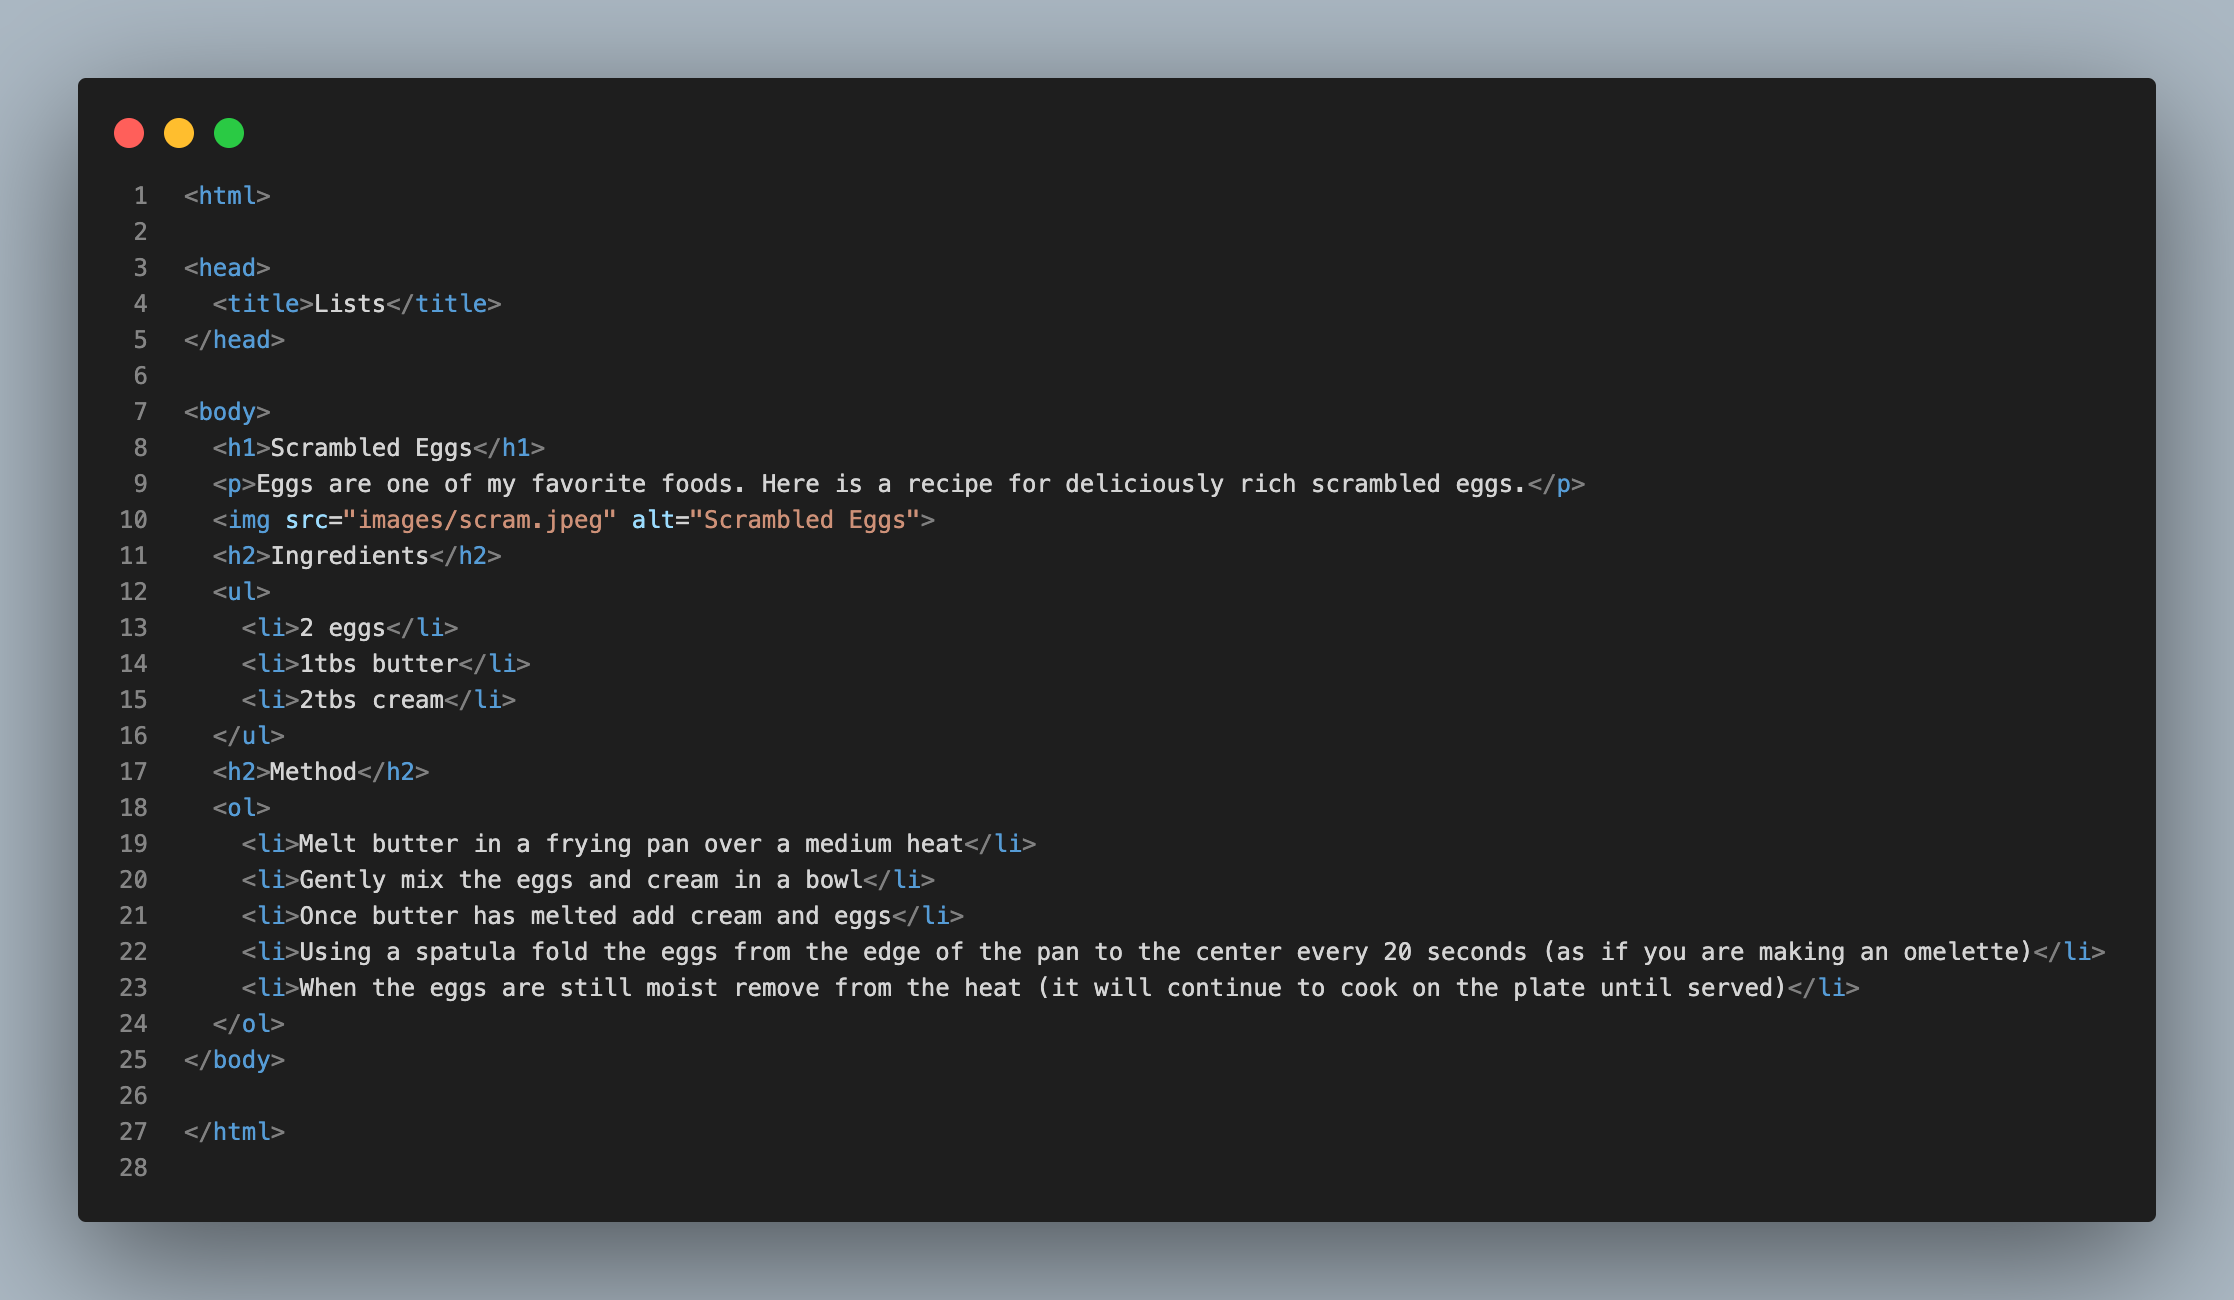 1 <html>
2
3 <head>
4   <title>Lists</title>
5 </head>
6
7 <body>
8   <h1>Scrambled Eggs</h1>
9   <p>Eggs are one of my favorite foods. Here is a recipe for deliciously rich scrambled eggs.</p>
10   <img src="images/scram.jpeg" alt="Scrambled Eggs">
11   <h2>Ingredients</h2>
12   <ul>
13     <li>2 eggs</li>
14     <li>1tbs butter</li>
15     <li>2tbs cream</li>
16   </ul>
17   <h2>Method</h2>
18   <ol>
19     <li>Melt butter in a frying pan over a medium heat</li>
20     <li>Gently mix the eggs and cream in a bowl</li>
21     <li>Once butter has melted add cream and eggs</li>
22     <li>Using a spatula fold the eggs from the edge of the pan to the center every 20 seconds (as if you are making an omelette)</li>
23     <li>When the eggs are still moist remove from the heat (it will continue to cook on the plate until served)</li>
24   </ol>
25 </body>
26
27 </html>
28